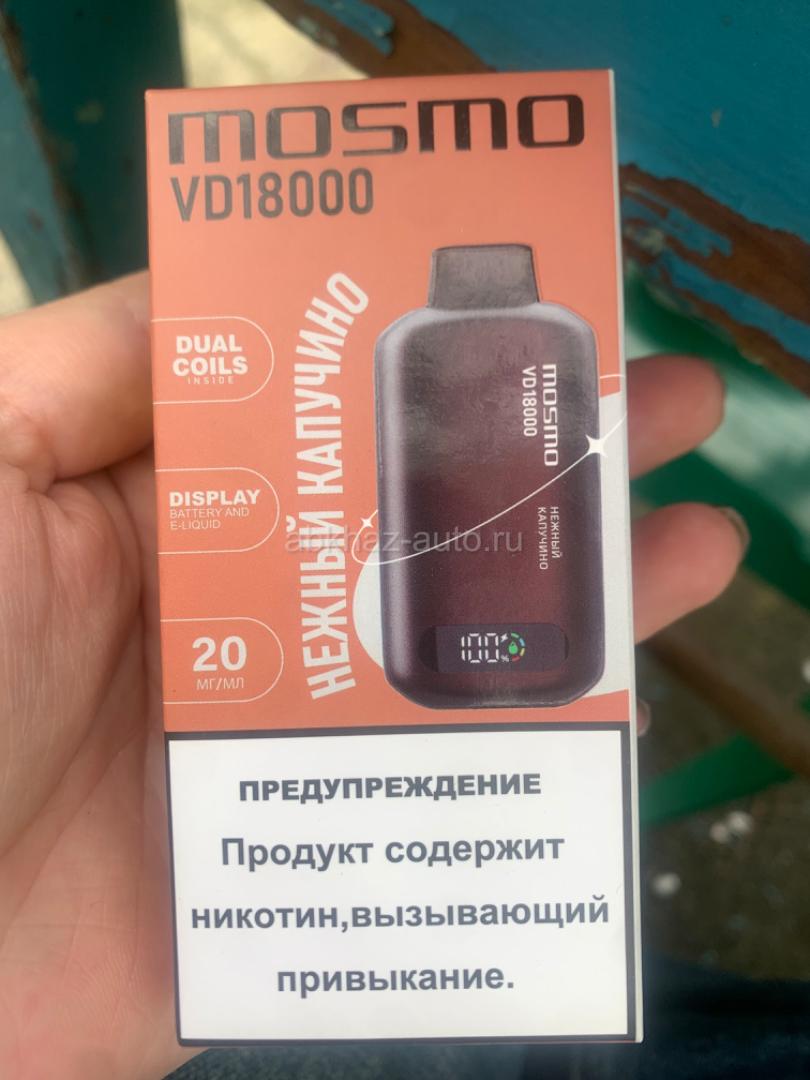 mosmo
VD18000
DUAL
COILS
INSIDE
DISPLAY
BATTERY AND
E-LIQUID
20
МГ/МЛ
НЕЖНЫЙ КАПУЧИНО
mosmo
VD18000
НЕЖНЫЙ
КАПУЧИНО
100%
abkhaz-auto.ru
ПРЕДУПРЕЖДЕНИЕ
Продукт содержит
никотин,вызывающий
привыкание.